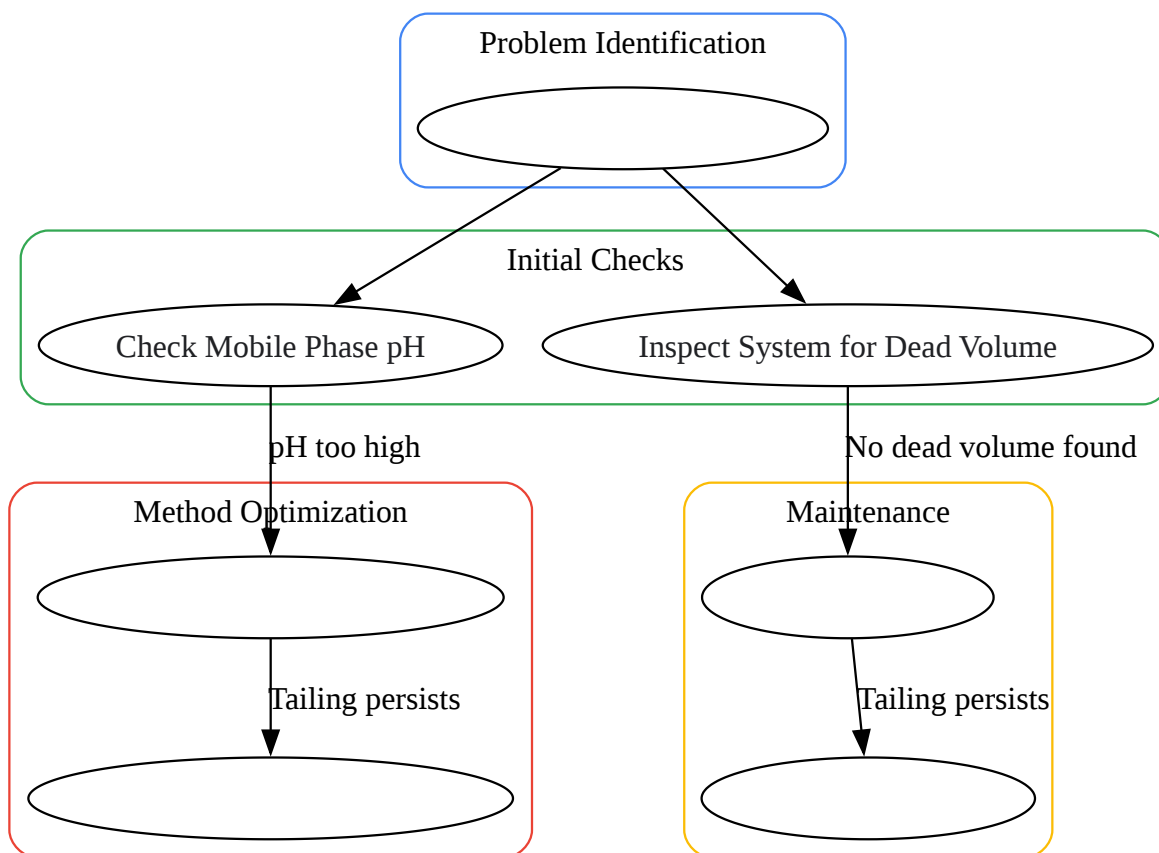 Problem Identification
Initial Checks
Check Mobile Phase pH
Inspect System for Dead Volume
pH too high
No dead volume found
Method Optimization
Maintenance
Tailing persists
Tailing persists